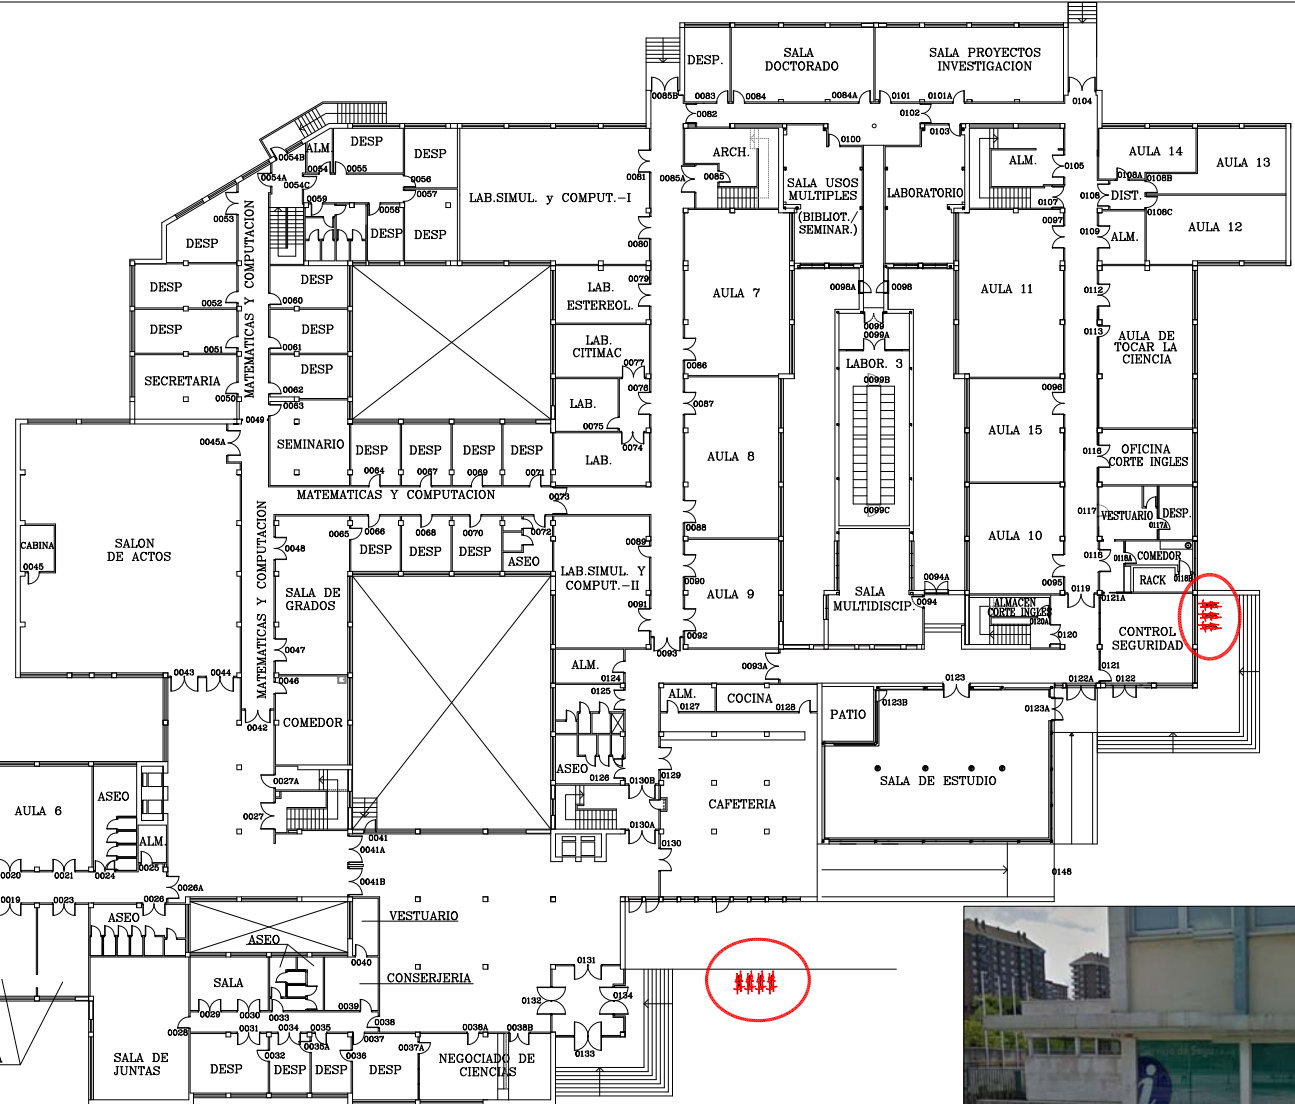 DESP.
SALA
DOCTORADO
SALA PROYECTOS
INVESTIGACION
0085B
0083
0084
0084A
0101
0101A
0104
0082
0102
0103
0100
ALM.
DESP
DESP
0054B
0054
0055
0056
0054A
0054C
0057
0059
0058
0053
DESP
DESP
DESP
LAB.SIMUL. y COMPUT.-I
0081
0080
ARCH.
0085
0085A
SALA USOS
MULTIPLES
(BIBLIOT./
SEMINAR.)
LABORATORIO
ALM.
0105
0107
0097
AULA 14
AULA 13
0108A
0108B
0106
DIST.
0108C
0109
ALM.
AULA 12
MATEMATICAS Y COMPUTACION
DESP
0052
DESP
0060
DESP
0051
DESP
0061
SECRETARIA
0050
DESP
0062
0063
0049
LAB.
ESTEREOL.
0079
LAB.
CITIMAC
0077
0076
LAB.
0075
0074
LAB.
AULA 7
0086
0087
0098A
0098
0099
0099A
LABOR. 3
0099B
0099C
AULA 11
0096
0112
0113
AULA DE
TOCAR LA
CIENCIA
0045A
SEMINARIO
DESP
0064
DESP
0067
DESP
0069
DESP
0071
MATEMATICAS Y COMPUTACION
0073
AULA 8
0088
AULA 15
0116
OFICINA
CORTE INGLES
CABINA
0045
SALON
DE ACTOS
MATEMATICAS Y COMPUTACION
0048
0065
0066
DESP
0068
DESP
0070
DESP
0072
ASEO
0089
LAB.SIMUL. Y
COMPUT.-II
0091
0090
AULA 9
0092
0093
AULA 10
0095
0117
VESTUARIO
DESP.
0117A
0118
0118A
COMEDOR
0118B
RACK
0119
0121A
SALA DE
GRADOS
0047
0046
COMEDOR
0042
0043
0044
SALA
MULTIDISCIP.
0094A
0094
ALMACEN
CORTE INGLES
0120A
0120
CONTROL
SEGURIDAD
0121
0122A
0122
ALM.
0124
0125
0093A
0123
ALM.
0127
COCINA
0128
PATIO
0123B
0123A
ASEO
0126
0130B
0129
CAFETERIA
SALA DE ESTUDIO
AULA 6
ASEO
ALM.
0027A
0027
0041
0041A
0041B
0130A
0130
0148
0020
0021
0024
0025
0026A
0019
0023
0026
ASEO
VESTUARIO
ASEO
0040
CONSERJERIA
SALA
0029
0030
0033
0039
0038
0131
0132
0134
0133
0028
0031
0034
0035
0035A
0037
0038A
0038B
SALA DE
JUNTAS
DESP
0032
DESP
DESP
0036
DESP
0037A
NEGOCIADO DE
CIENCIAS